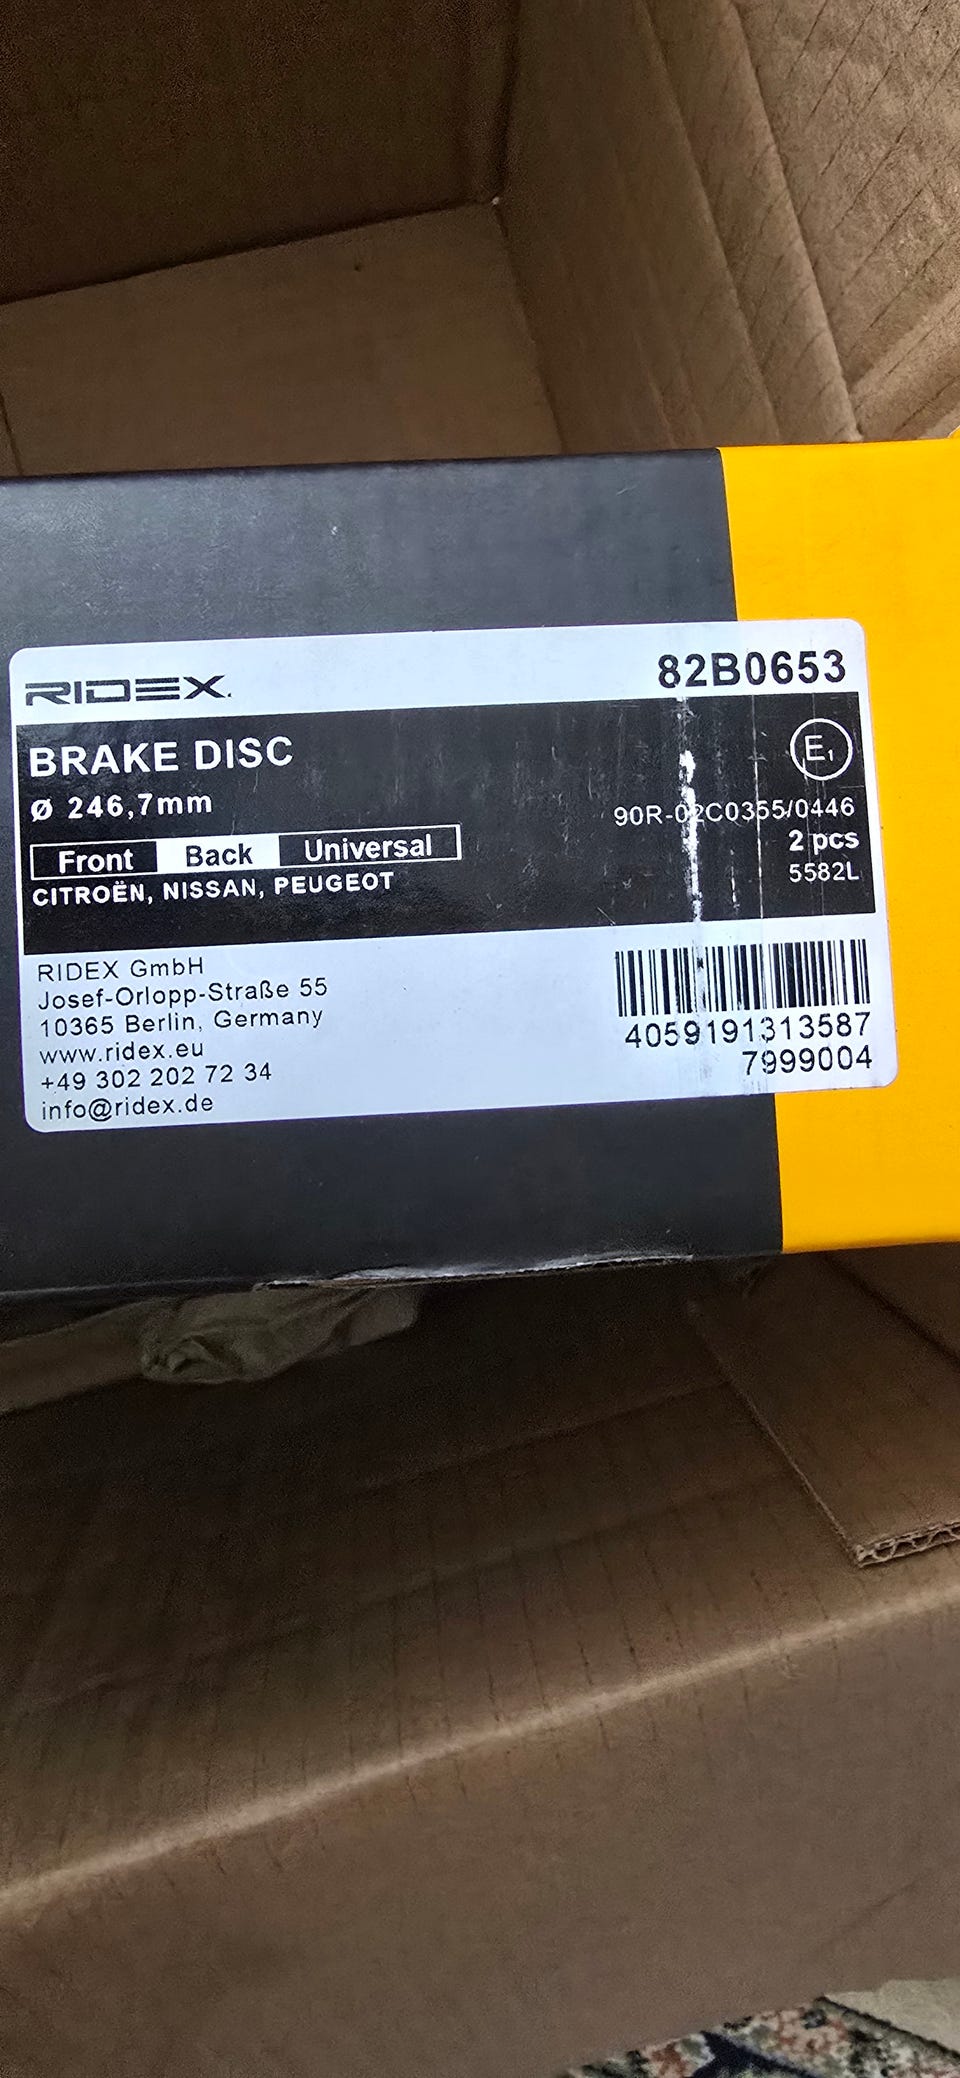 RIDEX
82B0653
BRAKE DISC
E1
Ø 246,7mm
90R-02C0355/0446
Front Back Universal
2 pcs
CITROËN, NISSAN, PEUGEOT
5582L
RIDEX GmbH
Josef-Orlopp-Straße 55
10365 Berlin, Germany
www.ridex.eu
+49 302 202 72 34
info@ridex.de
4059191313587
7999004